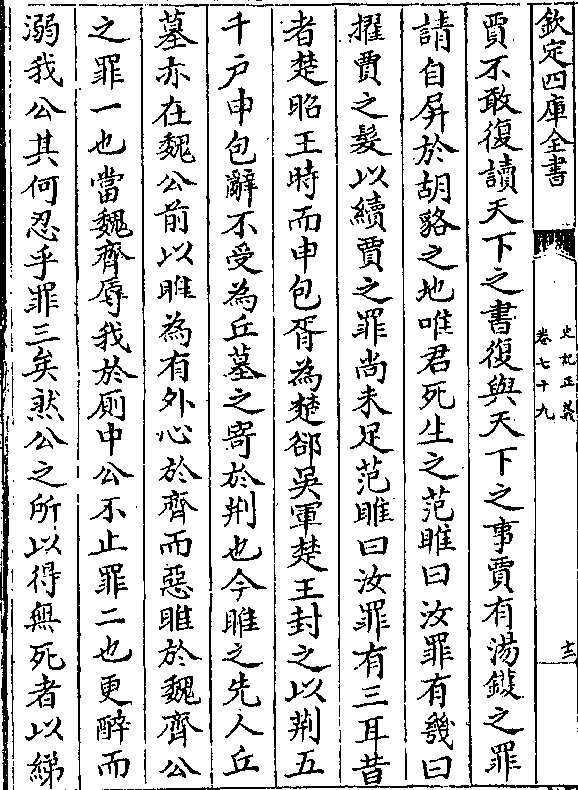 欽定四庫全書
史記正義
卷七十九
十二
賈不敢復讀天下之書復與天下之事賈有湯鑊之罪
請自屏於胡貉之地唯君死生之范雎曰汝罪有幾曰
擢賈之髮以續賈之罪尚未足范雎曰汝罪有三耳昔
者楚昭王時而申包胥為楚卻吳軍楚王封之以荆五
千户申包辭不受為丘墓之寄於荆也今雎之先人丘
墓亦在魏公前以雎為有外心於齊而惡雎於魏齊公
之罪一也當魏齊辱我於厠中公不止罪二也更醉而
溺我公其何忍乎罪三矣然公之所以得無死者以綈